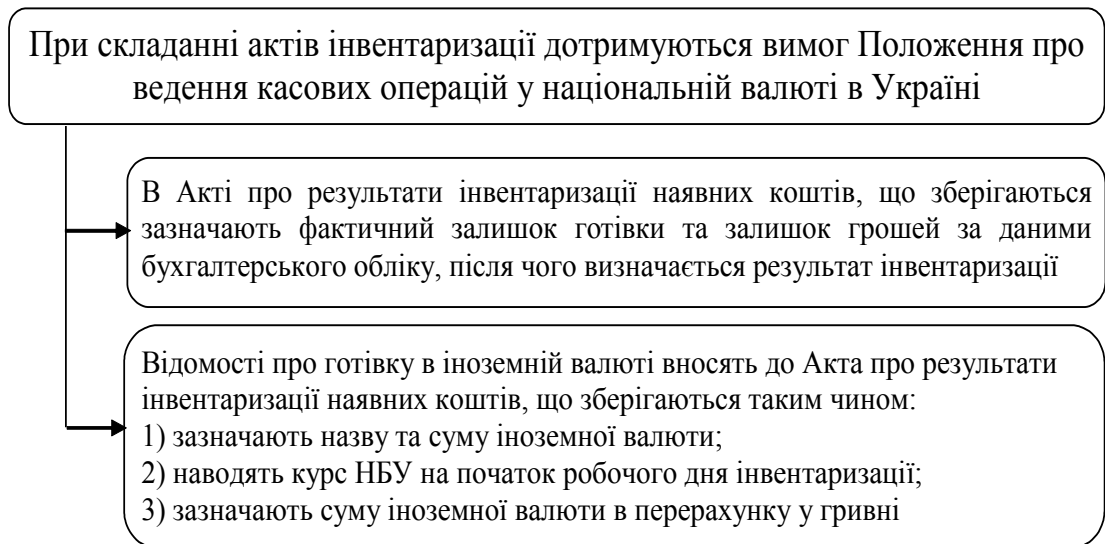 При складанні актів інвентаризації дотримуються вимог Положення про
ведення касових операцій у національній валюті в Україні
В Акті про результати інвентаризації наявних коштів, що зберігаються
зазначають фактичний залишок готівки та залишок грошей за даними
бухгалтерського обліку, після чого визначається результат інвентаризації
Відомості про готівку в іноземній валюті вносять до Акта про результати
інвентаризації наявних коштів, що зберігаються таким чином:
1) зазначають назву та суму іноземної валюти;
2) наводять курс НБУ на початок робочого дня інвентаризації;
3) зазначають суму іноземної валюти в перерахунку у гривні